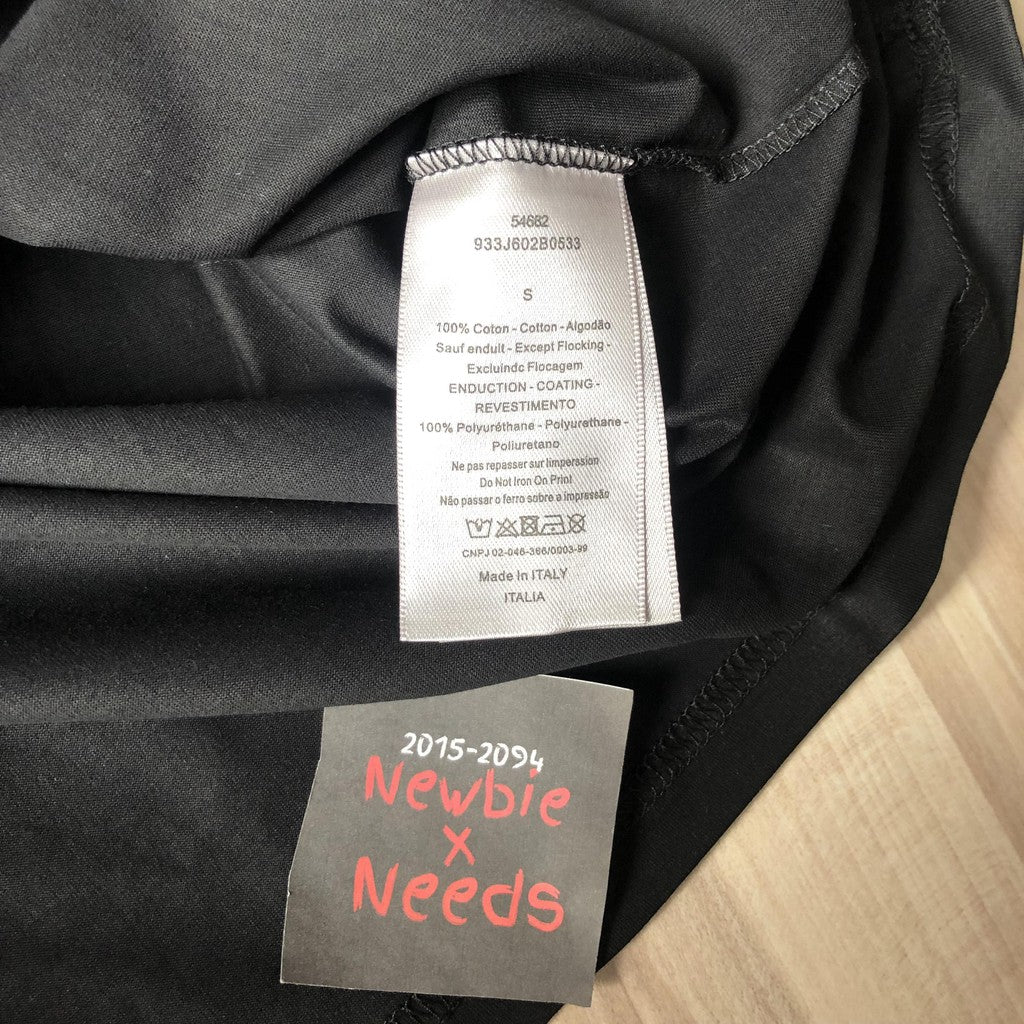 54682
933J602B0533
S
100% Coton - Cotton - Algodão
Sauf enduit - Except Flocking -
Excluindc Flocagem
ENDUCTION - COATING -
REVESTIMENTO
100% Polyuréthane - Polyurethane -
Poliuretano
Ne pas repasser sur limperssion
Do Not Iron On Print
Não passar o ferro sobre a impressão
CNPJ 02-046-366/0003-99
Made In ITALY
ITALIA
2015-2094
Newbie
x
Needs